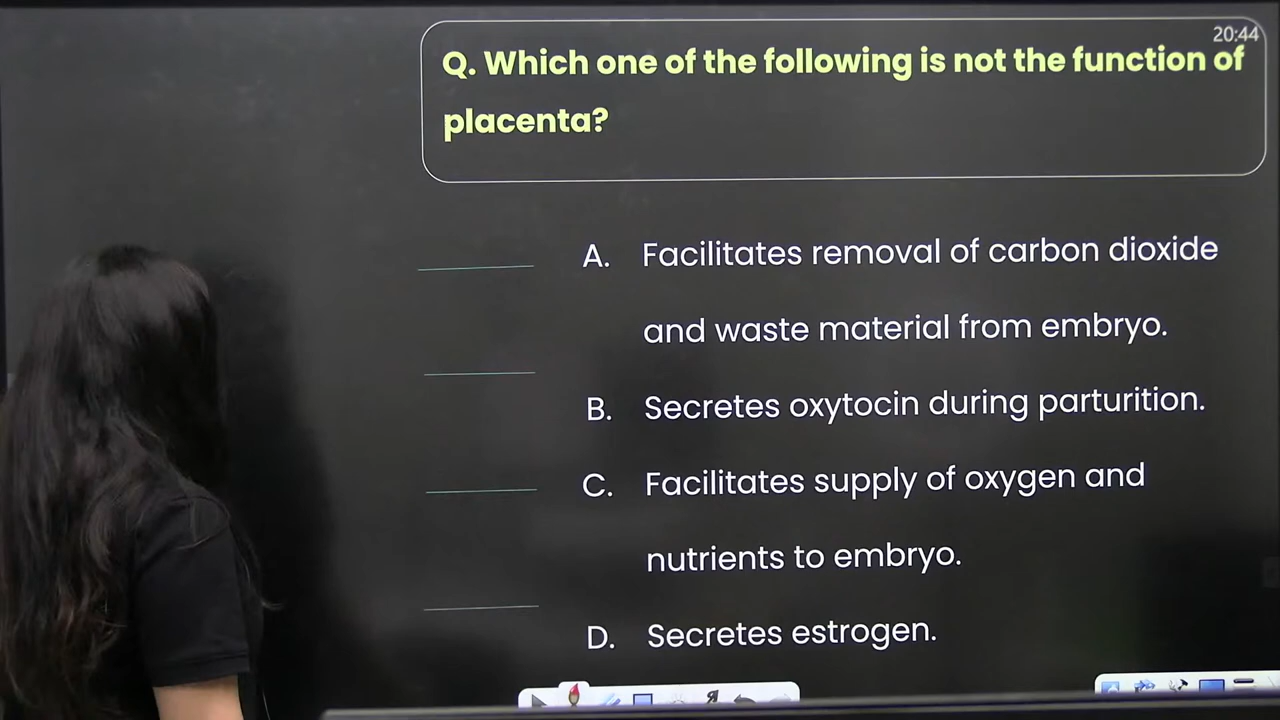 20:44
Q. Which one of the following is not the function of
placenta?
A. Facilitates removal of carbon dioxide
and waste material from embryo.
B. Secretes oxytocin during parturition.
C. Facilitates supply of oxygen and
nutrients to embryo.
D. Secretes estrogen.